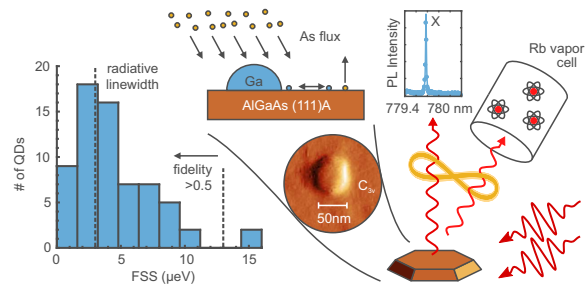 As flux
Ga
AlGaAs (111)A
PL Intensity
X
779.4 780 nm
Rb vapor
cell
# of QDs
20
15
10
5
0
radiative
linewidth
fidelity
>0.5
0 5 10 15
FSS (μeV)
C3v
50nm